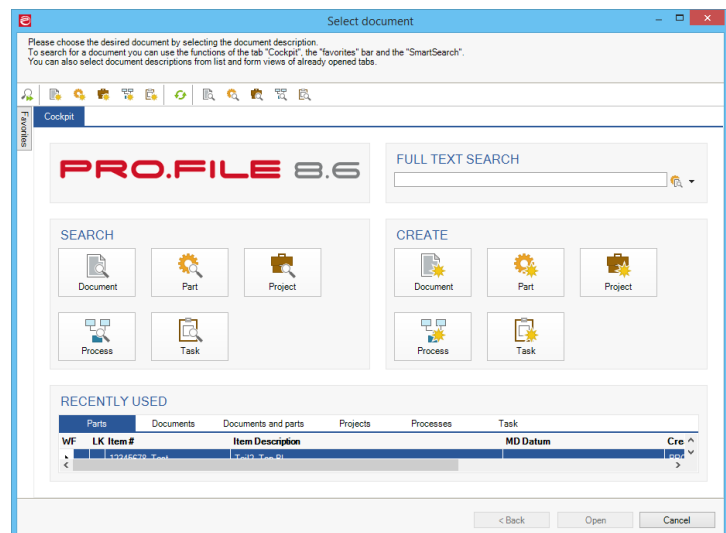 Select document
Please choose the desired document by selecting the document description.
To search for a document you can use the functions of the tab "Cockpit", the "favorites" bar and the "SmartSearch".
You can also select document descriptions from list and form views of already opened tabs.
Favorites
Cockpit
PRO.FILE 8.6
FULL TEXT SEARCH
SEARCH
CREATE
Document Part Project
Document Part Project
Process Task
Process Task
RECENTLY USED
Parts Documents Documents and parts Projects Processes Task
WF LK Item # Item Description MD Datum Cre
< Back Open Cancel